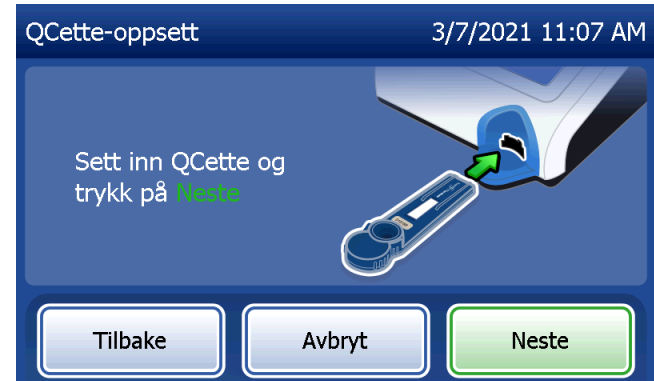 QCette-oppsett 3/7/2021 11:07 AM
Sett inn QCette og
trykk på Neste
Tilbake Avbryt Neste